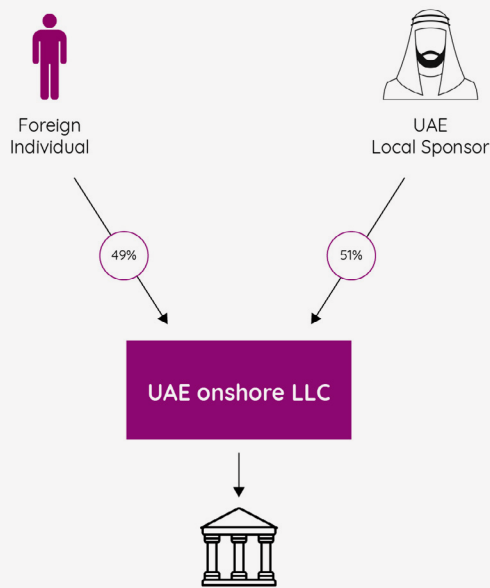 Foreign
Individual
UAE
Local Sponsor
49%
51%
UAE onshore LLC